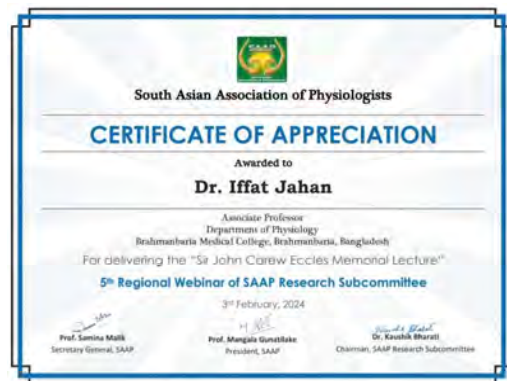 South Asian Association of Physiologists
CERTIFICATE OF APPRECIATION
Awarded to
Dr. Iffat Jahan
Associate Professor
Department of Physiology
Brahmanbaria Medical College, Brahmanbaria, Bangladesh
For delivering the "Sir John Carew Eccles Memorial Lecture"
5th Regional Webinar of SAAP Research Subcommittee
3rd February, 2024
Prof. Samina Malik
Secretary General, SAAP
Prof. Mangala Gunatilake
President, SAAP
Dr. Kaushik Bharati
Chairman, SAAP Research Subcommittee